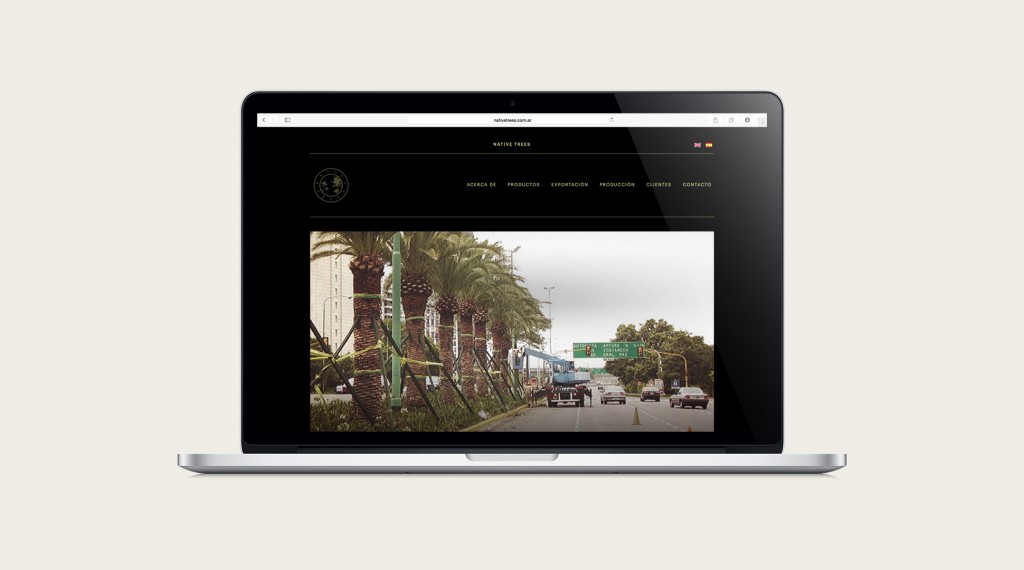 nativetrees.com.ar
NATIVE TREES
ACERCA DE PRODUCTOS EXPORTACIÓN PRODUCCIÓN CLIENTES CONTACTO
AUTOPISTA ARTURO U ILLIA
COSTANERA
GRAL PAZ